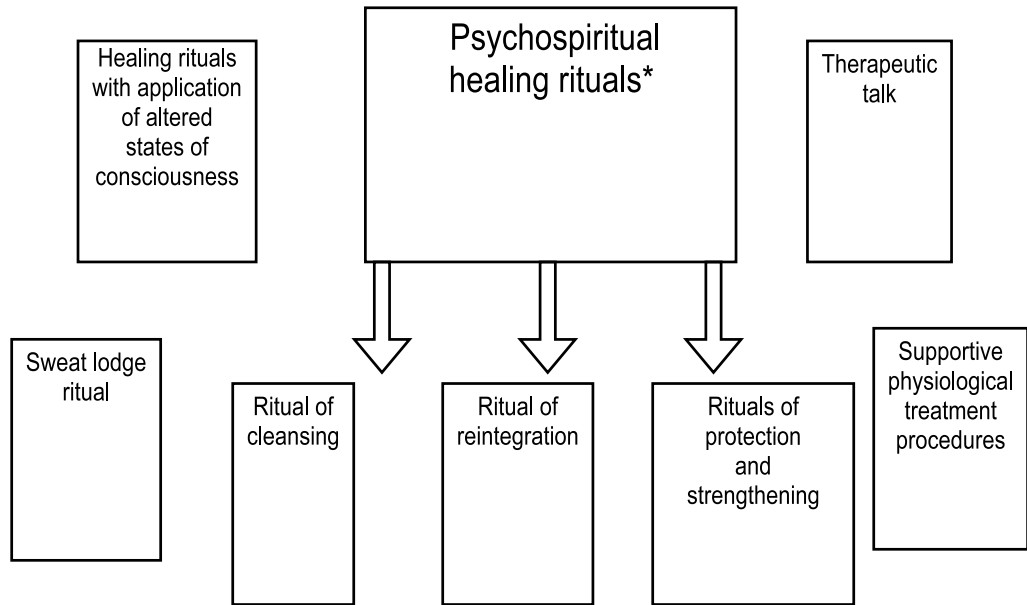 Healing rituals
with application
of altered
states of
consciousness
Psychospiritual
healing rituals*
Therapeutic
talk
Sweat lodge
ritual
Ritual of
cleansing
Ritual of
reintegration
Rituals of
protection
and
strengthening
Supportive
physiological
treatment
procedures